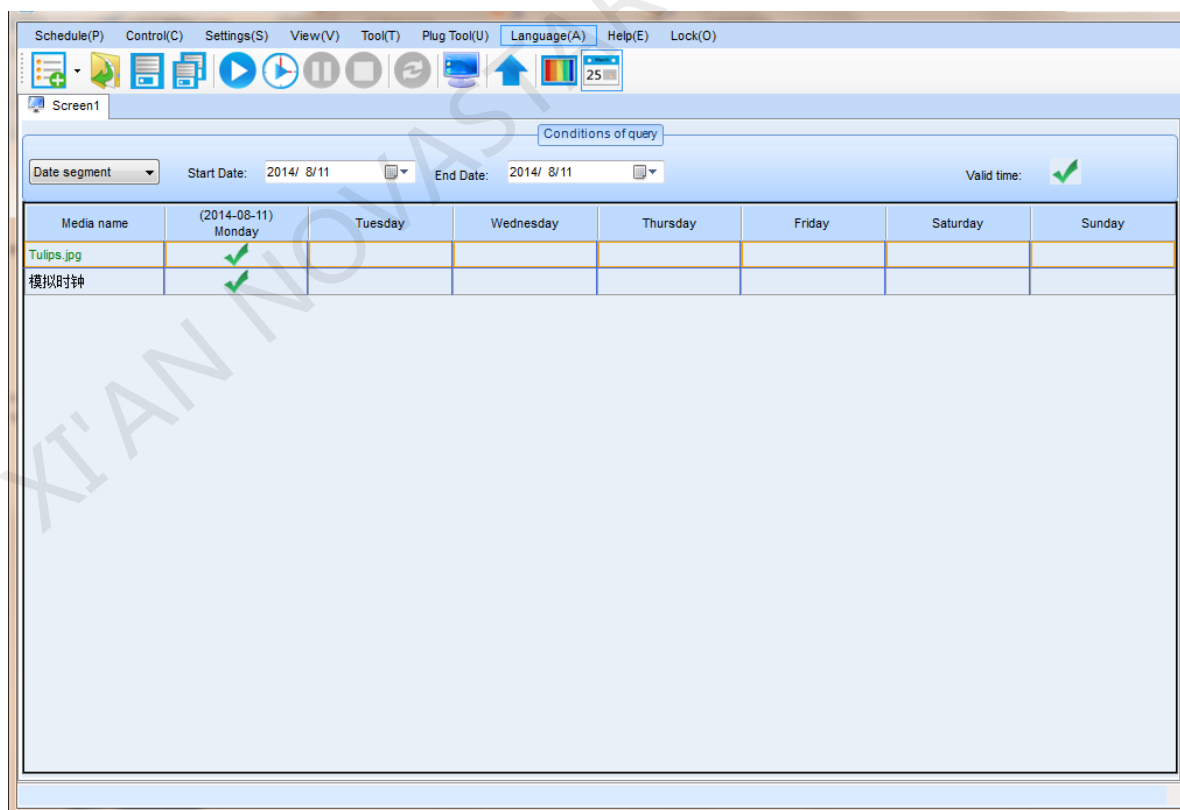 Schedule(P) Control(C) Settings(S) View(V) Tool(T) Plug Tool(U) Language(A) Help(E) Lock(O)
25
Screen1
Conditions of query
Date segment Start Date: 2014/ 8/11 End Date: 2014/ 8/11 Valid time:
Media name (2014-08-11) Monday Tuesday Wednesday Thursday Friday Saturday Sunday
Tulips.jpg
模拟时钟
XI'AN NOVASTAR